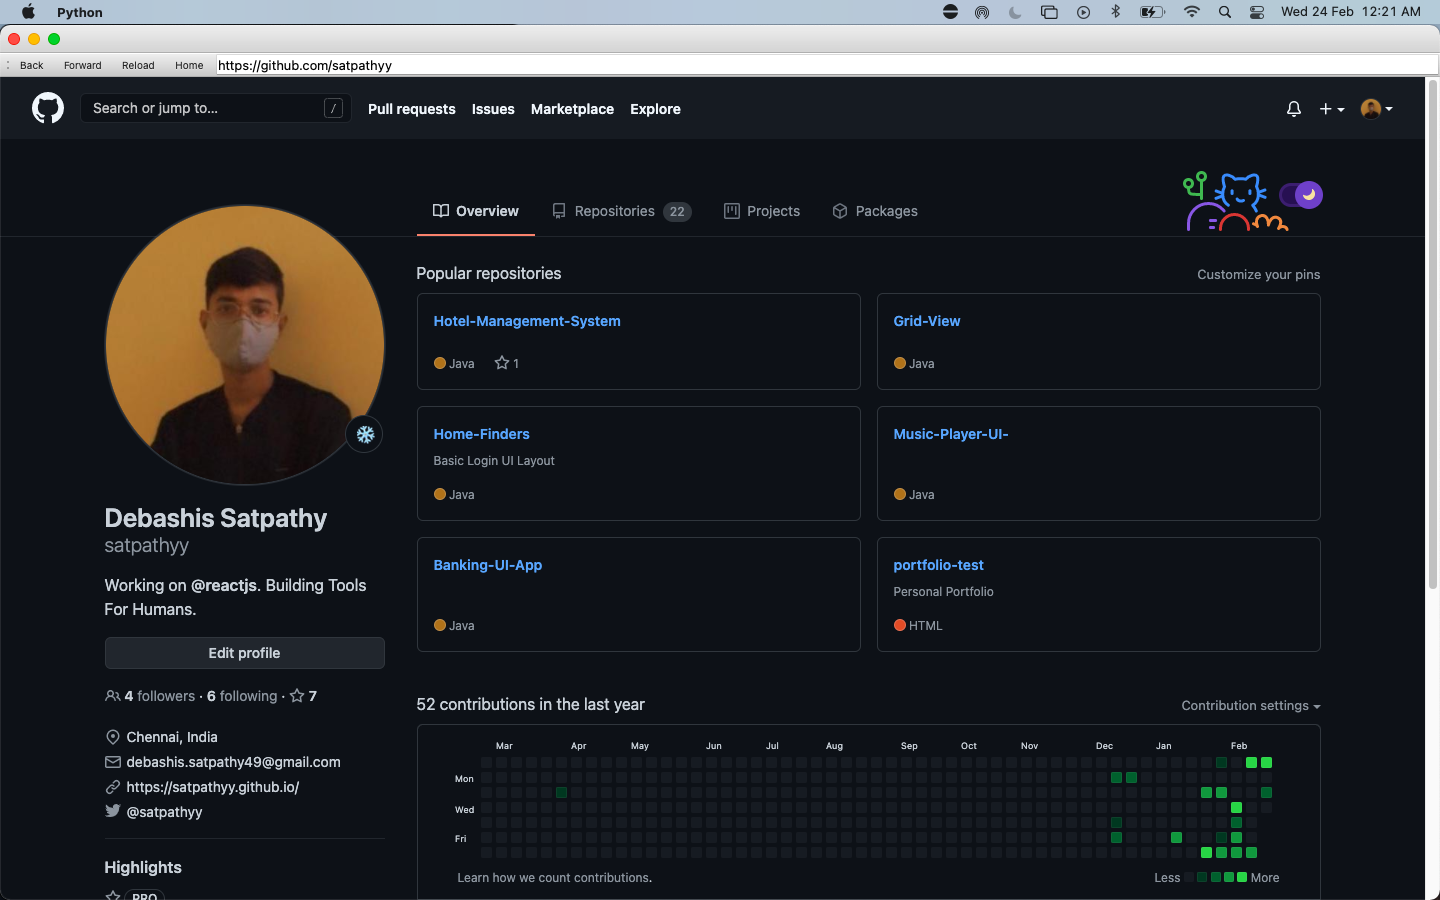 Python
Wed 24 Feb 12:21 AM
Back Forward Reload Home https://github.com/satpathyy
Search or jump to... /
Pull requests Issues Marketplace Explore
Overview Repositories 22 Projects Packages
Popular repositories
Customize your pins
Hotel-Management-System
Java 1
Grid-View
Java
Home-Finders
Basic Login UI Layout
Java
Music-Player-UI-
Java
Banking-UI-App
Java
portfolio-test
Personal Portfolio
HTML
Debashis Satpathy
satpathyy
Working on @reactjs. Building Tools
For Humans.
Edit profile
4 followers · 6 following · 7
Chennai, India
debashis.satpathy49@gmail.com
https://satpathyy.github.io/
@satpathyy
Highlights
PRO
52 contributions in the last year
Contribution settings
Mar Apr May Jun Jul Aug Sep Oct Nov Dec Jan Feb
Mon
Wed
Fri
Learn how we count contributions.
Less More